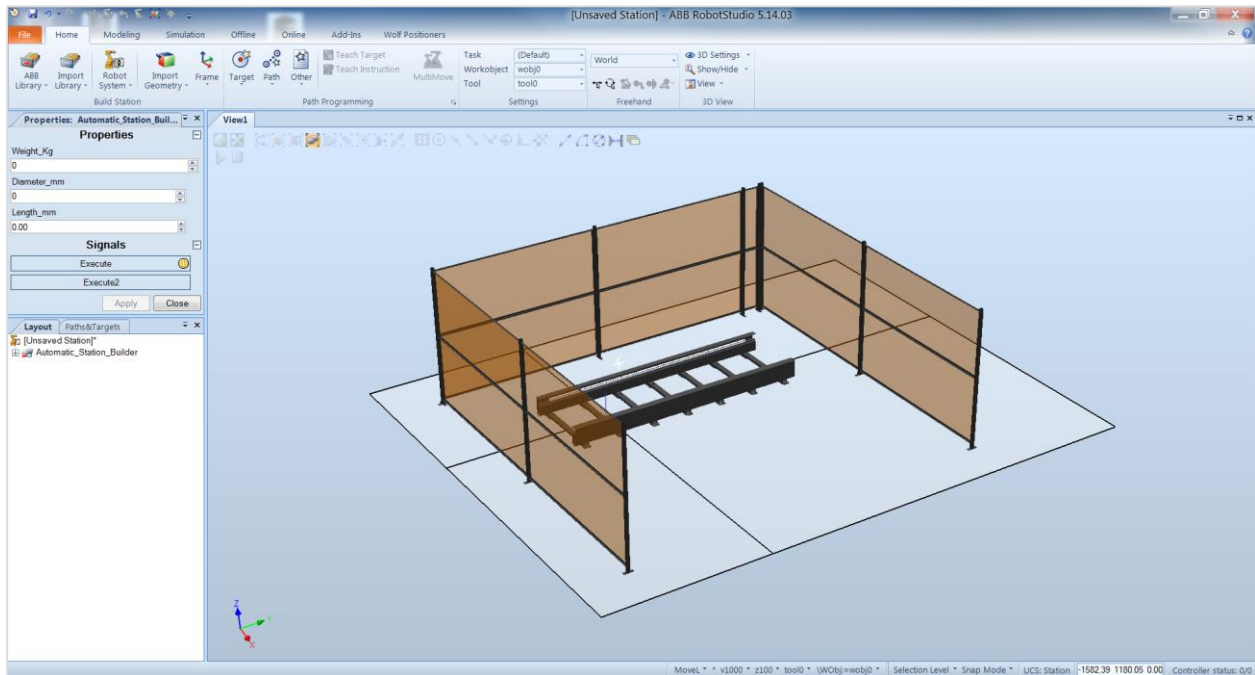 [Unsaved Station] - ABB RobotStudio 5.14.03
File Home Modeling Simulation Offline Online Add-Ins Wolf Positioners
ABB Library
Import Library
Robot System
Import Geometry
Frame
Build Station
Target
Path
Other
Teach Target
Teach Instruction
MultiMove
Path Programming
Task (Default)
Workobject wobj0
Tool tool0
Settings
World
Freehand
3D Settings
Show/Hide
View
3D View
Properties: Automatic_Station_Buil...
Properties
Weight_Kg
0
Diameter_mm
0
Length_mm
0.00
Signals
Execute
Execute2
Apply Close
Layout Paths&Targets
[Unsaved Station]*
Automatic_Station_Builder
View1
Z
Y
X
MoveL * * v1000 * z100 * tool0 * \WObj:=wobj0 * Selection Level * Snap Mode * UCS: Station -1582.39 1180.05 0.00 Controller status: 0/0